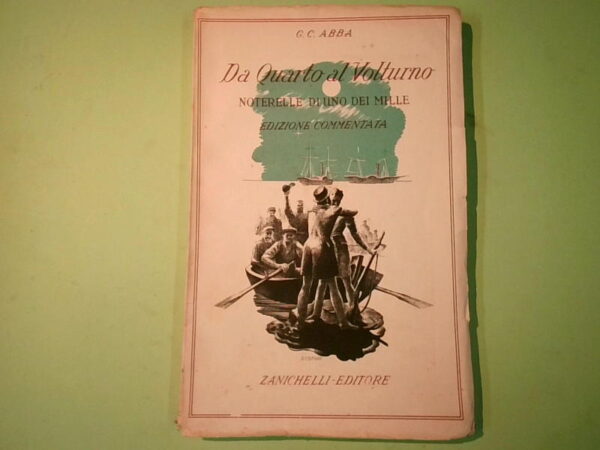 G. C. ABBA
Da Quarto al Volturno
NOTERELLE DI UNO DEI MILLE
EDIZIONE COMMENTATA
ZANICHELLI-EDITORE